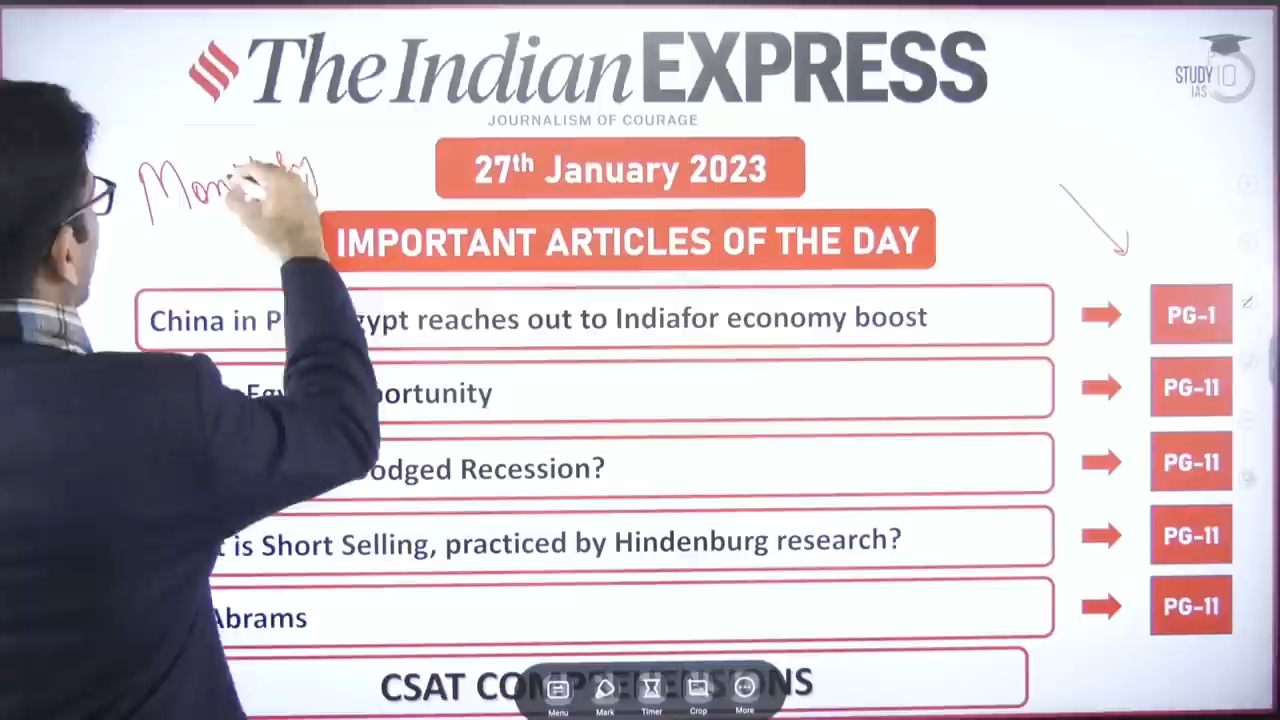 The Indian EXPRESS
JOURNALISM OF COURAGE
STUDY IQ
IAS
27th January 2023
IMPORTANT ARTICLES OF THE DAY
China in P gypt reaches out to Indiafor economy boost
PG-1
portunity
PG-11
odged Recession?
PG-11
is Short Selling, practiced by Hindenburg research?
PG-11
Abrams
PG-11
CSAT COMPREHENSIONS
Menu Mark Timer Crop More